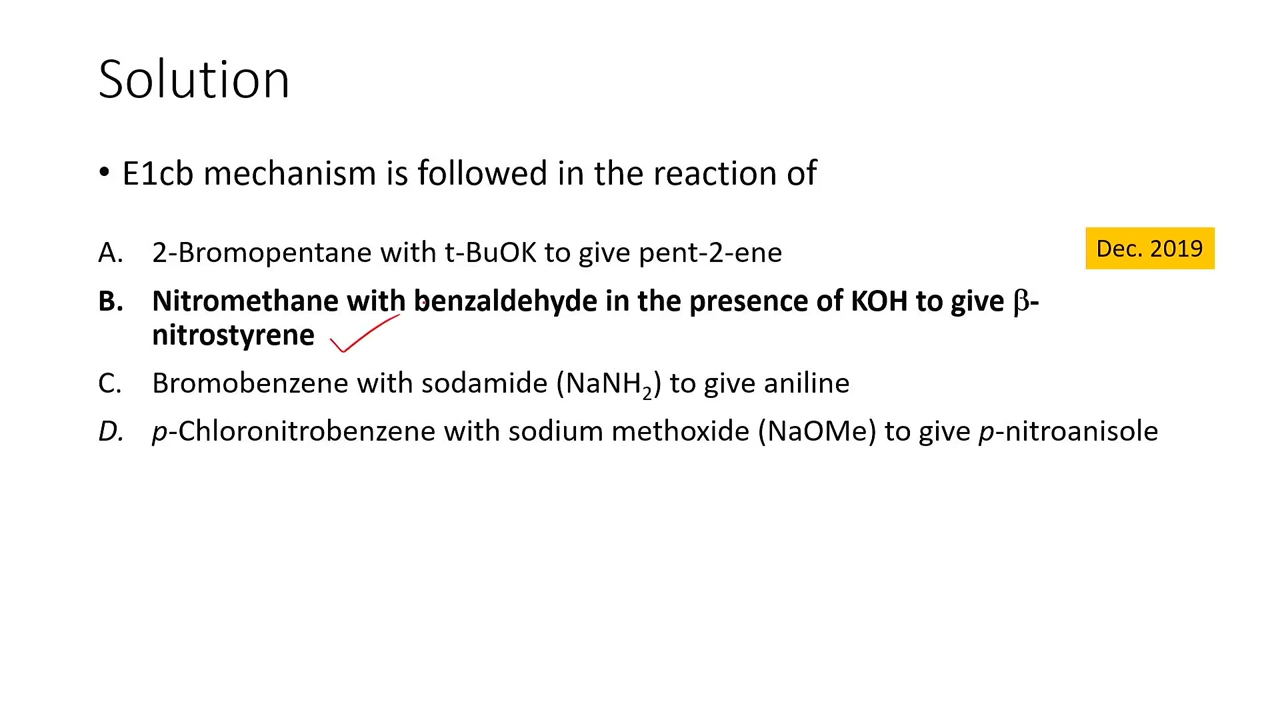 Solution
• E1cb mechanism is followed in the reaction of
A. 2-Bromopentane with t-BuOK to give pent-2-ene
Dec. 2019
B. Nitromethane with benzaldehyde in the presence of KOH to give β-
nitrostyrene
C. Bromobenzene with sodamide (NaNH₂) to give aniline
D. p-Chloronitrobenzene with sodium methoxide (NaOMe) to give p-nitroanisole